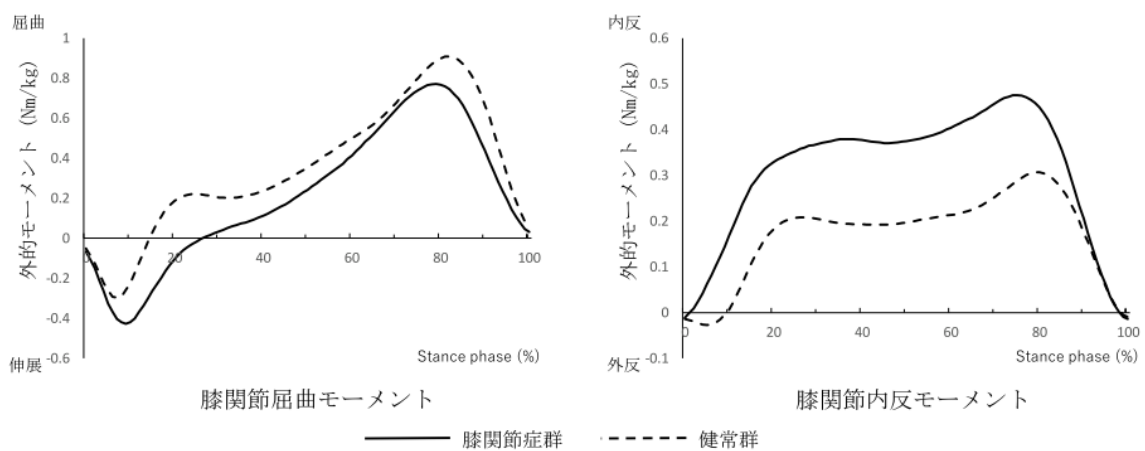 屈曲
外的モーメント (Nm/kg)
1
0.8
0.6
0.4
0.2
0
-0.2
-0.4
-0.6
0
20
40
60
80
100
Stance phase (%)
伸展
膝関節屈曲モーメント
内反
外的モーメント (Nm/kg)
0.6
0.5
0.4
0.3
0.2
0.1
0
-0.1
0
20
40
60
80
100
Stance phase (%)
外反
膝関節内反モーメント
膝関節症群
健常群